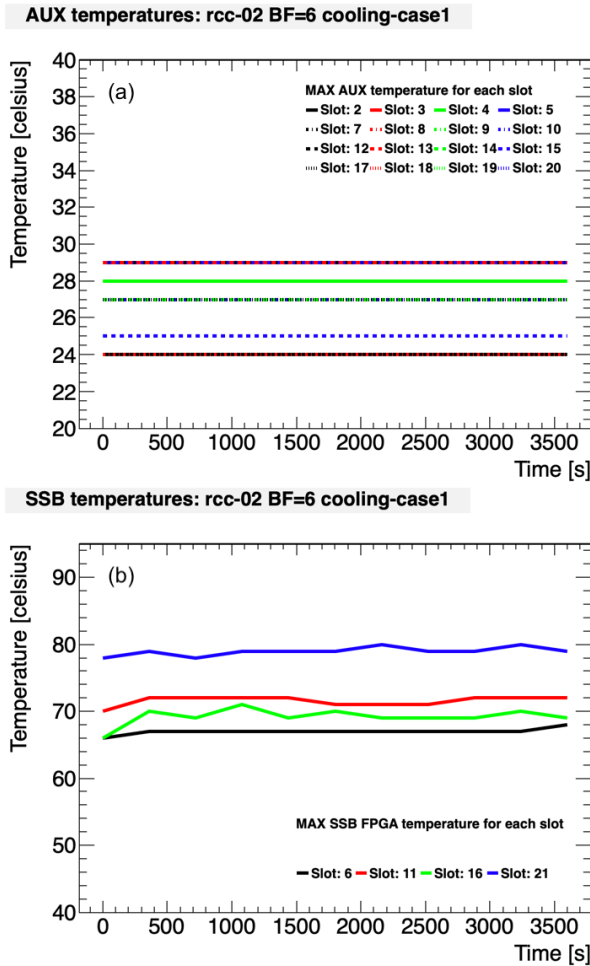 AUX temperatures: rcc-02 BF=6 cooling-case1
Temperature [celsius]
(a)
MAX AUX temperature for each slot
Slot: 2 Slot: 3 Slot: 4 Slot: 5
Slot: 7 Slot: 8 Slot: 9 Slot: 10
Slot: 12 Slot: 13 Slot: 14 Slot: 15
Slot: 17 Slot: 18 Slot: 19 Slot: 20
40
38
36
34
32
30
28
26
24
22
20
0 500 1000 1500 2000 2500 3000 3500
Time [s]
SSB temperatures: rcc-02 BF=6 cooling-case1
Temperature [celsius]
(b)
90
80
70
60
50
40
MAX SSB FPGA temperature for each slot
Slot: 6 Slot: 11 Slot: 16 Slot: 21
0 500 1000 1500 2000 2500 3000 3500
Time [s]